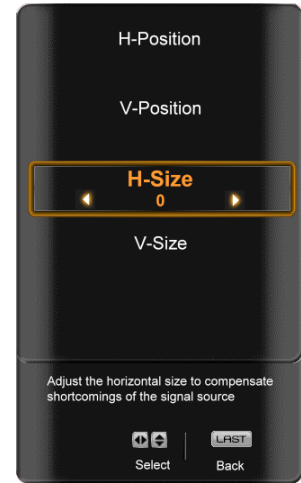 H-Position
V-Position
H-Size
0
V-Size
Adjust the horizontal size to compensate
shortcomings of the signal source
LAST
Select
Back